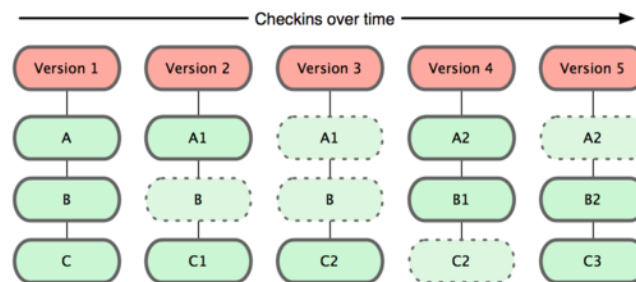 Checkins over time
Version 1 Version 2 Version 3 Version 4 Version 5
A A1 A1 A2 A2
B B B B1 B2
C C1 C2 C2 C3